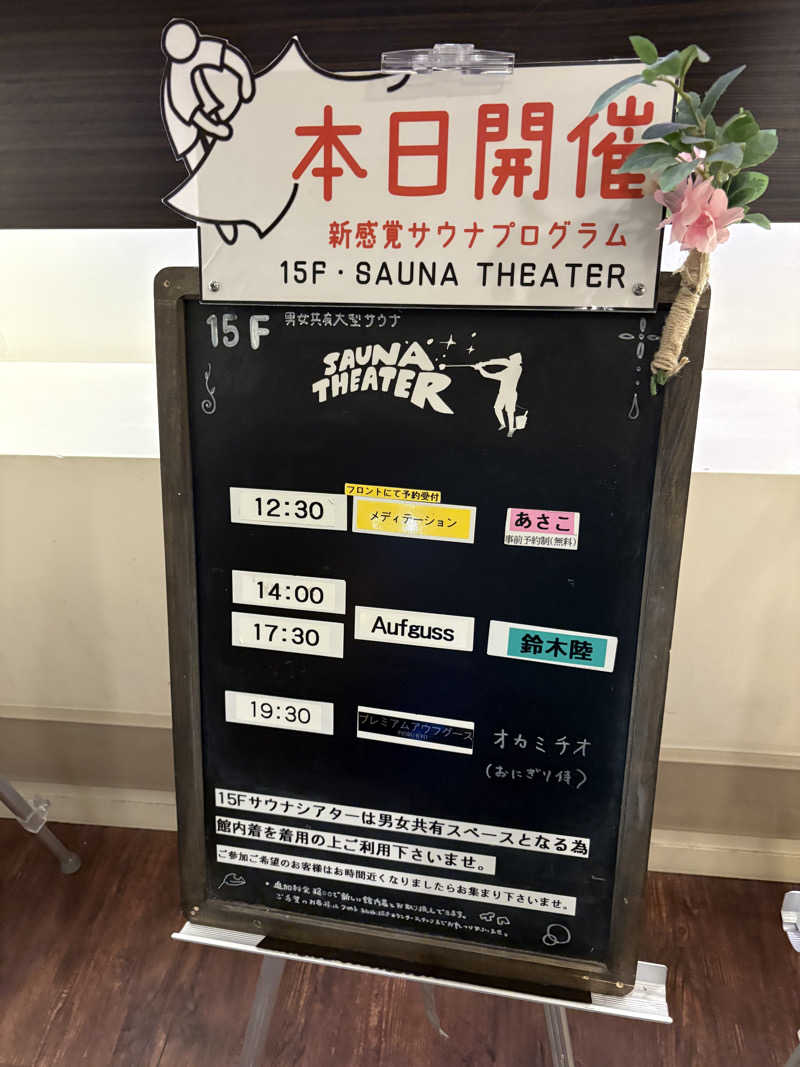 本日開催
新感覚サウナプログラム
15F・SAUNA THEATER
15F 男女共有大型サウナ
SAUNA
THEATER
フロントにて予約受付
12:30 メディテーション あさこ
事前予約制(無料)
14:00
17:30 Aufguss 鈴木陸
19:30 プレミアムアウフグース オカミチオ
(おにぎり侍)
15Fサウナシアターは男女共有スペースとなる為
館内着を着用の上ご利用下さいませ。
ご参加ご希望のお客様はお時間近くなりましたらお集まり下さいませ。